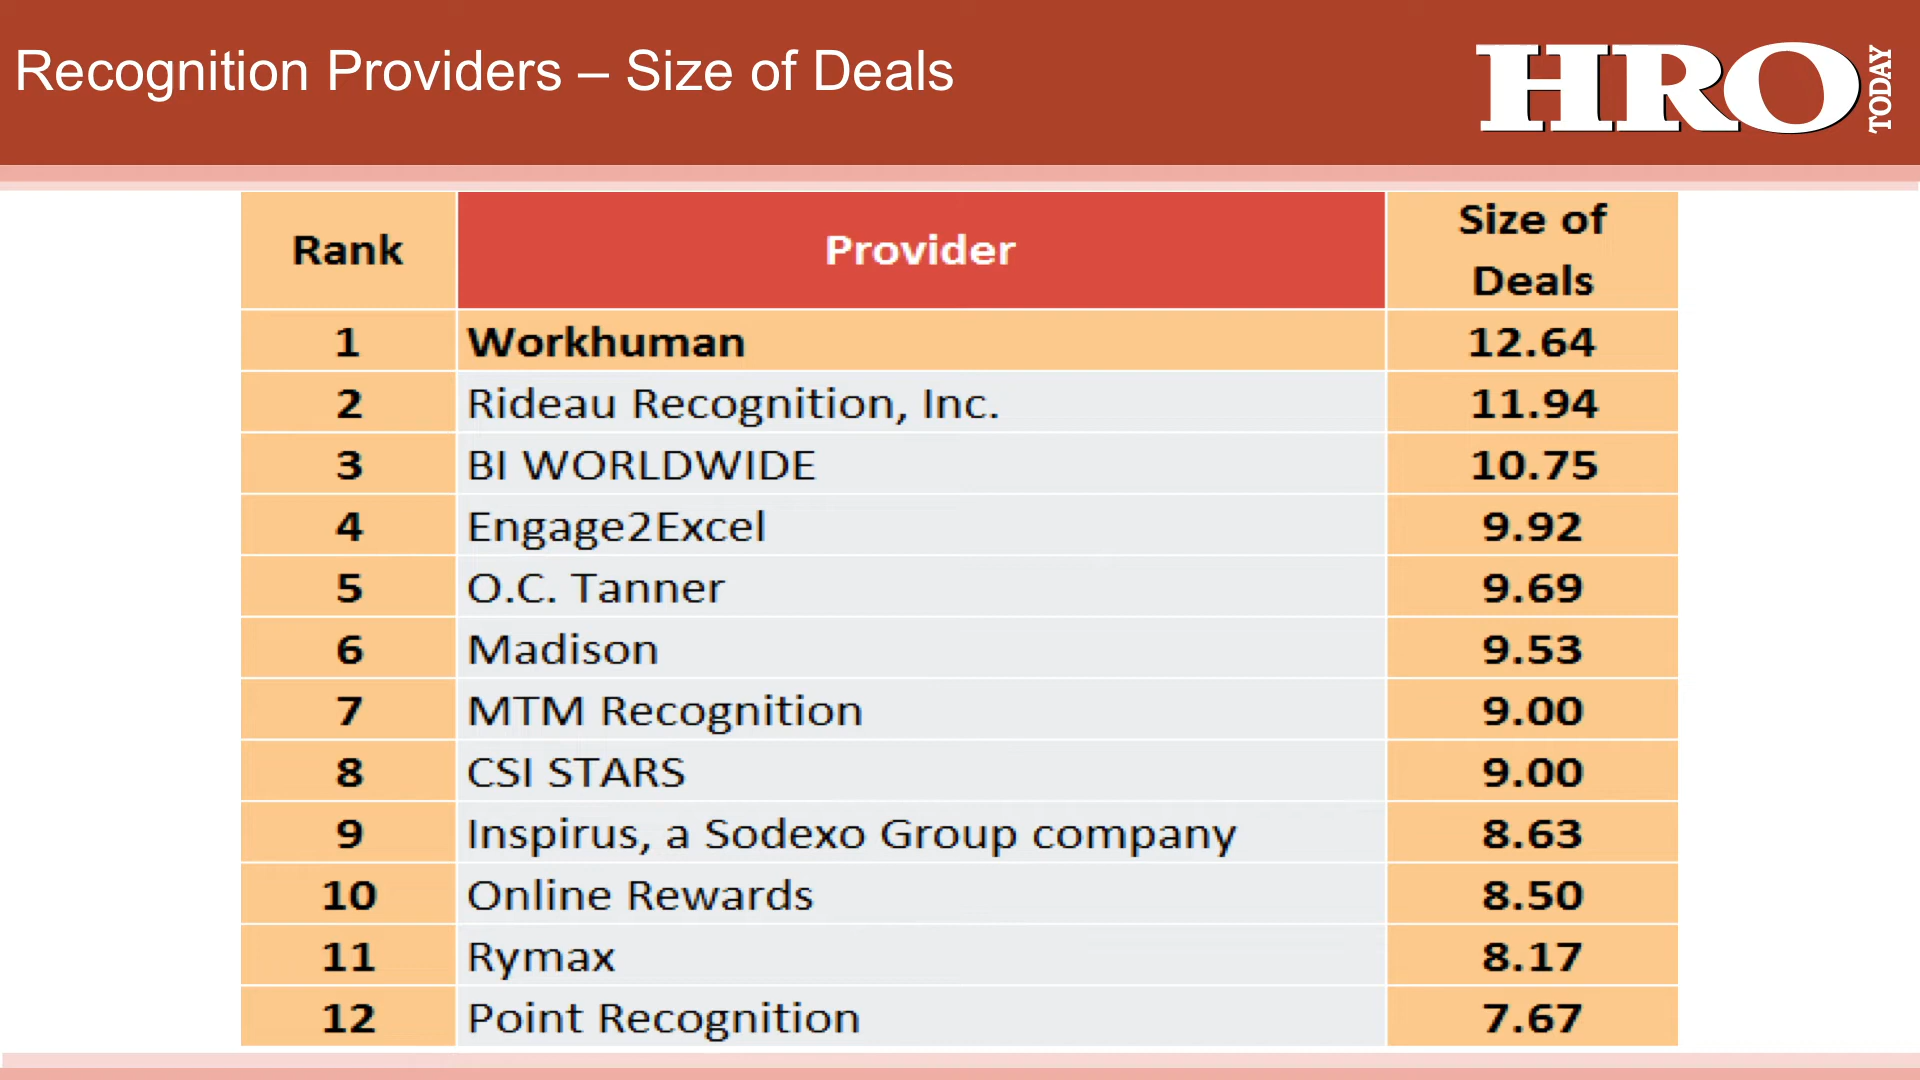 Recognition Providers – Size of Deals
HRO TODAY
Rank Provider Size of Deals
1 Workhuman 12.64
2 Rideau Recognition, Inc. 11.94
3 BI WORLDWIDE 10.75
4 Engage2Excel 9.92
5 O.C. Tanner 9.69
6 Madison 9.53
7 MTM Recognition 9.00
8 CSI STARS 9.00
9 Inspirus, a Sodexo Group company 8.63
10 Online Rewards 8.50
11 Rymax 8.17
12 Point Recognition 7.67